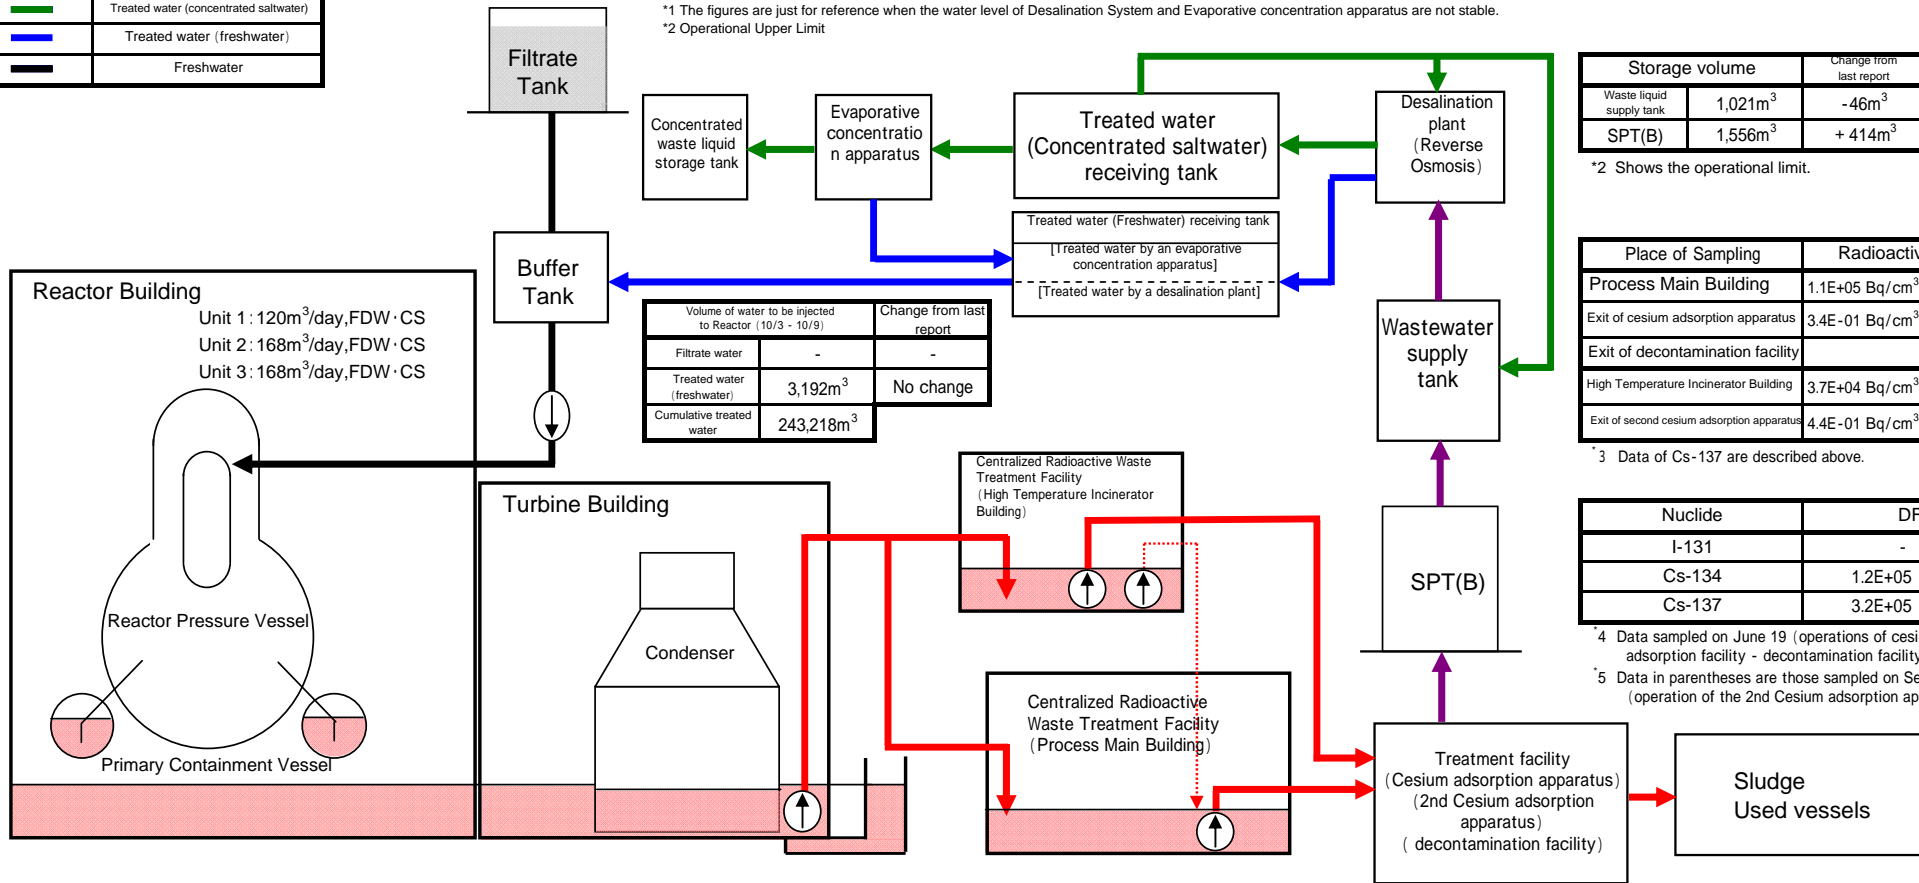 Treated water (concentrated saltwater)
Treated water (freshwater)
Freshwater
*1 The figures are just for reference when the water level of Desalination System and Evaporative concentration apparatus are not stable.
*2 Operational Upper Limit
Filtrate
Tank
Concentrated
waste liquid
storage tank
Evaporative
concentratio
n apparatus
Treated water
(Concentrated saltwater)
receiving tank
Desalination
plant
(Reverse
Osmosis)
Storage volume
Change from
last report
Waste liquid
supply tank
1,021m³
-46m³
SPT(B)
1,556m³
+ 414m³
*2 Shows the operational limit.
Treated water (Freshwater) receiving tank
[Treated water by an evaporative
concentration apparatus]
[Treated water by a desalination plant]
Buffer
Tank
Place of Sampling
Radioactiv
Process Main Building
1.1E+05 Bq/cm³
Exit of cesium adsorption apparatus
3.4E-01 Bq/cm³
Exit of decontamination facility
High Temperature Incinerator Building
3.7E+04 Bq/cm³
Exit of second cesium adsorption apparatus
4.4E-01 Bq/cm³
*3 Data of Cs-137 are described above.
Reactor Building
Unit 1 : 120m³/day,FDW・CS
Unit 2 : 168m³/day,FDW・CS
Unit 3 : 168m³/day,FDW・CS
Volume of water to be injected
to Reactor (10/3 - 10/9)
Change from last
report
Filtrate water
-
-
Treated water
(freshwater)
3,192m³
No change
Cumulative treated
water
243,218m³
Wastewater
supply
tank
Centralized Radioactive Waste
Treatment Facility
(High Temperature Incinerator
Building)
Turbine Building
Nuclide
DF
I-131
-
Cs-134
1.2E+05
Cs-137
3.2E+05
SPT(B)
Reactor Pressure Vessel
Condenser
*4 Data sampled on June 19 (operations of cesi
adsorption facility - decontamination facility
*5 Data in parentheses are those sampled on Se
(operation of the 2nd Cesium adsorption ap
Centralized Radioactive
Waste Treatment Facility
(Process Main Building)
Primary Containment Vessel
Treatment facility
(Cesium adsorption apparatus)
(2nd Cesium adsorption
apparatus)
( decontamination facility)
Sludge
Used vessels